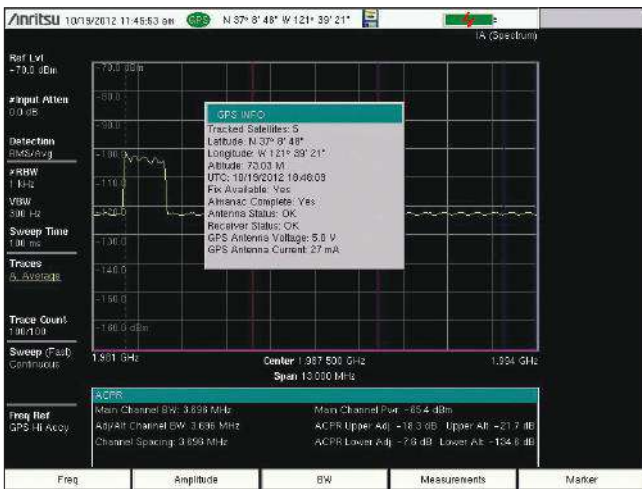 /Anritsu 10/19/2012 11:45:53 am GPS N 37° 8' 48" W 121° 39' 21"
IA (Spectrum)
Ref Lvl
-70.0 dBm
#Input Atten
0.0 dB
Detection
RMS/Avg
#RBW
1 kHz
VBW
300 Hz
Sweep Time
100 ms
Traces
A: Average
Trace Count
100/100
Sweep (Fast)
Continuous
Freq Ref
GPS Hi Accy
-70.0 dBm
-80.0
-90.0
-100.0
-110.0
-120.0
-130.0
-140.0
-150.0
-160.0 dBm
GPS INFO
Tracked Satellites: 5
Latitude: N 37° 8' 48"
Longitude: W 121° 39' 21"
Altitude: 73.03 M
UTC: 10/19/2012 18:46:09
Fix Available: Yes
Almanac Complete: Yes
Antenna Status: OK
Receiver Status: OK
GPS Antenna Voltage: 5.0 V
GPS Antenna Current: 27 mA
1.981 GHz
Center 1.987 500 GHz
1.994 GHz
Span 13.000 MHz
ACPR
Main Channel BW: 3.696 MHz
Main Channel Pwr -65.4 dBm
Adj/Alt Channel BW: 3.696 MHz
ACPR Upper Adj -18.3 dB Upper Alt -21.7 dB
Channel Spacing: 3.696 MHz
ACPR Lower Adj -7.6 dB Lower Alt -134.6 dB
Freq
Amplitude
BW
Measurements
Marker